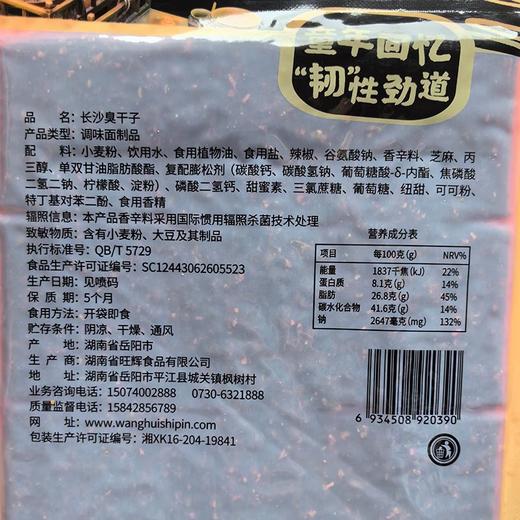 童年回忆
“韧”性劲道
品 名：长沙臭干子
产品类型：调味面制品
配 料：小麦粉、饮用水、食用植物油、食用盐、辣椒、谷氨酸钠、香辛料、芝麻、丙
三醇、单双甘油脂肪酸酯、复配膨松剂（碳酸钙、碳酸氢钠、葡萄糖酸-δ-内酯、焦磷酸
二氢二钠、柠檬酸、淀粉）、磷酸二氢钙、甜蜜素、三氯蔗糖、葡萄糖、纽甜、可可粉、
特丁基对苯二酚、食用香精
辐照信息：本产品香辛料采用国际惯用辐照杀菌技术处理
致敏物质：含有小麦粉、大豆及其制品
执行标准号：QB/T 5729
食品生产许可证编号：SC12443062605523
生产日期：见喷码
保 质 期：5个月
食用方法：开袋即食
贮存条件：阴凉、干燥、通风
产 地：湖南省岳阳市
生 产 商：湖南省旺辉食品有限公司
地 址：湖南省岳阳市平江县城关镇枫树村
业务咨询电话：15074002888 0730-6321888
质量监督电话：15842856789
网 址：www.wanghuishipin.com
包装生产许可证编号：湘XK16-204-19841
营养成分表
项目 每100克(g) NRV%
能量 1837千焦(kJ) 22%
蛋白质 8.1克(g) 14%
脂肪 26.8克(g) 45%
碳水化合物 41.6克(g) 14%
钠 2647毫克(mg) 132%
6 934508 920390